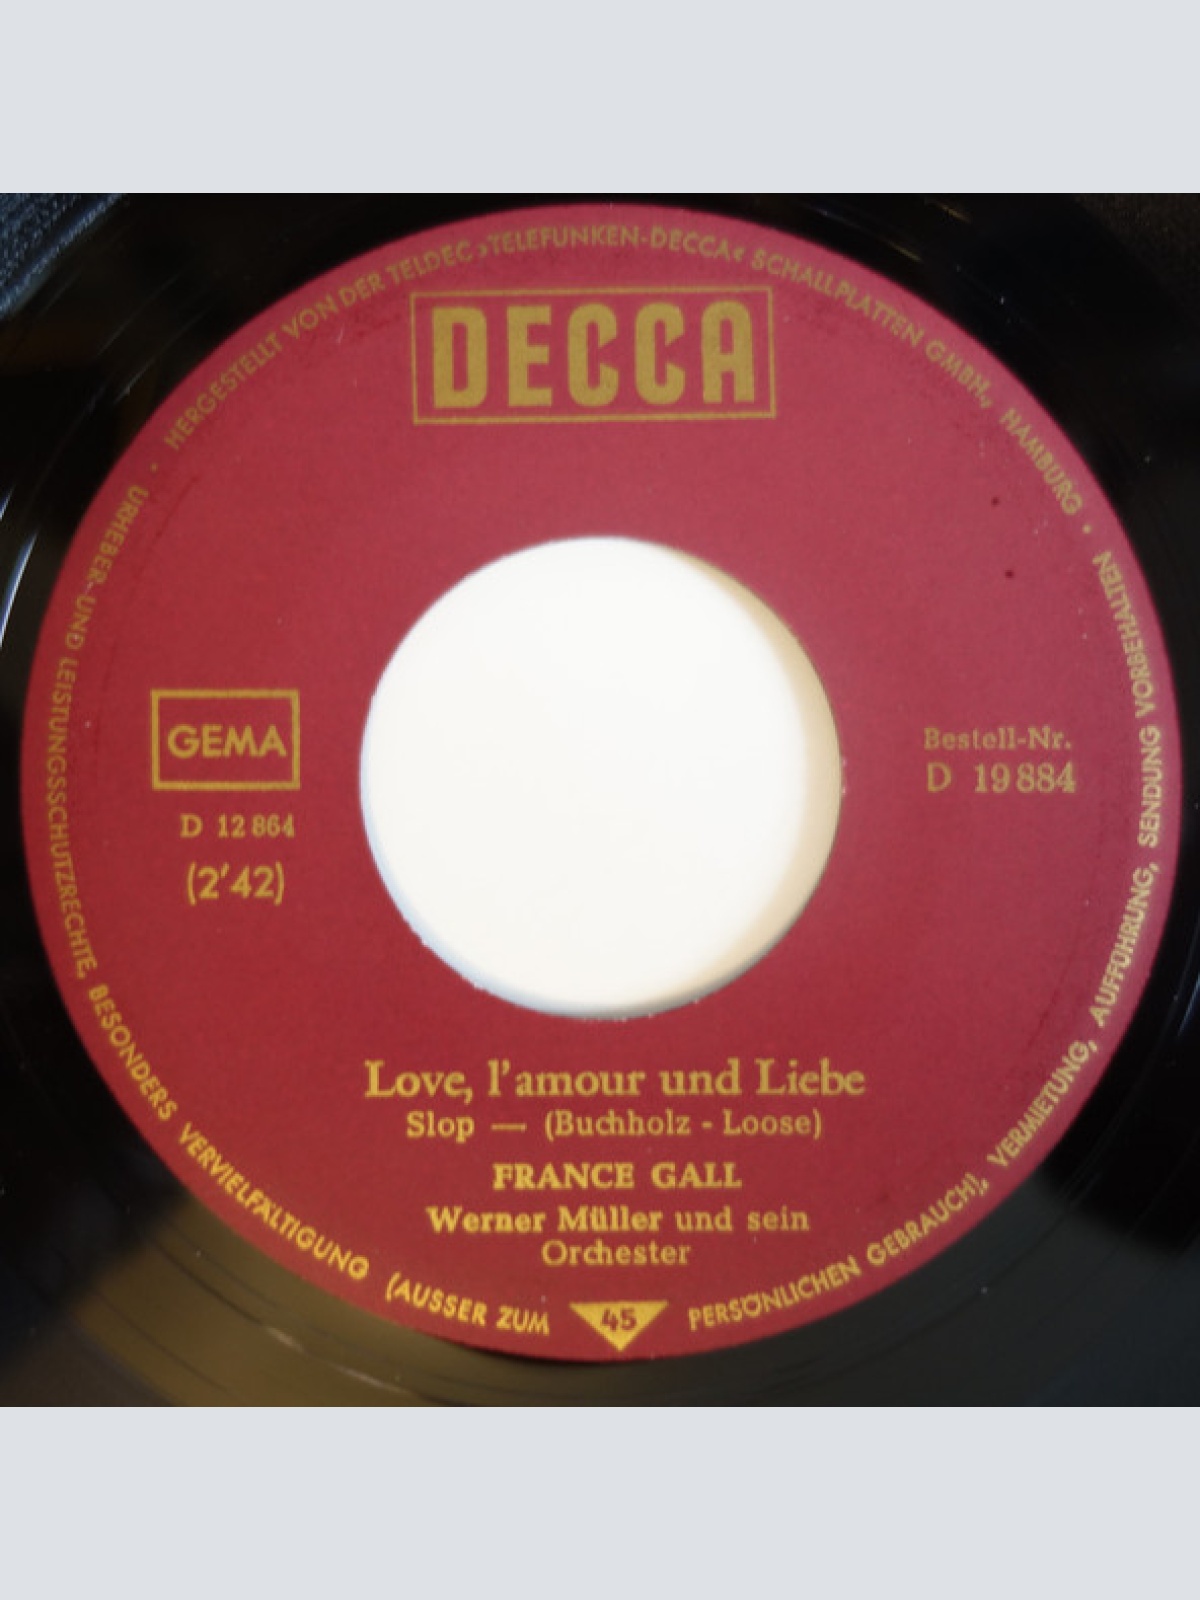 HERGESTELLT VON DER TELDEC ›TELEFUNKEN-DECCA‹ SCHALLPLATTEN GMBH., HAMBURG •
DECCA
GEMA
D 12 864
(2'42)
Bestell-Nr.
D 19 884
Love, l'amour und Liebe
Slop — (Buchholz - Loose)
FRANCE GALL
Werner Müller und sein
Orchester
45
URHEBER- UND LEISTUNGSSCHUTZRECHTE, BESONDERS VERVIELFÄLTIGUNG (AUSSER ZUM PERSÖNLICHEN GEBRAUCH), VERMIETUNG, AUFFÜHRUNG, SENDUNG VORBEHALTEN •